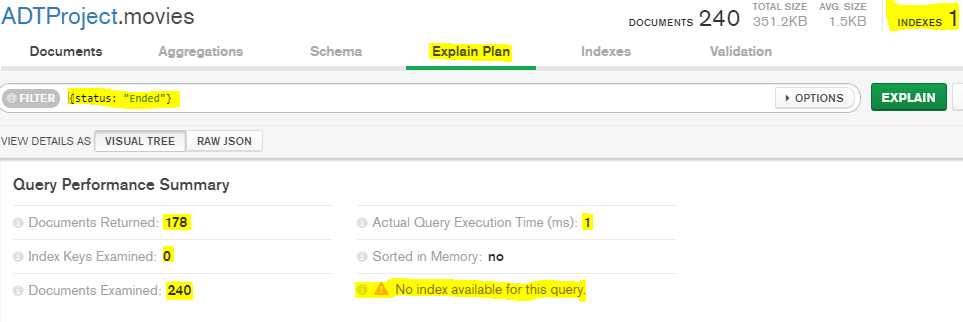 ADTProject.movies
DOCUMENTS 240 TOTAL SIZE 351.2KB AVG. SIZE 1.5KB INDEXES 1
Documents Aggregations Schema Explain Plan Indexes Validation
FILTER {status: "Ended"} OPTIONS EXPLAIN
VIEW DETAILS AS VISUAL TREE RAW JSON
Query Performance Summary
Documents Returned: 178 Actual Query Execution Time (ms): 1
Index Keys Examined: 0 Sorted in Memory: no
Documents Examined: 240 No index available for this query.